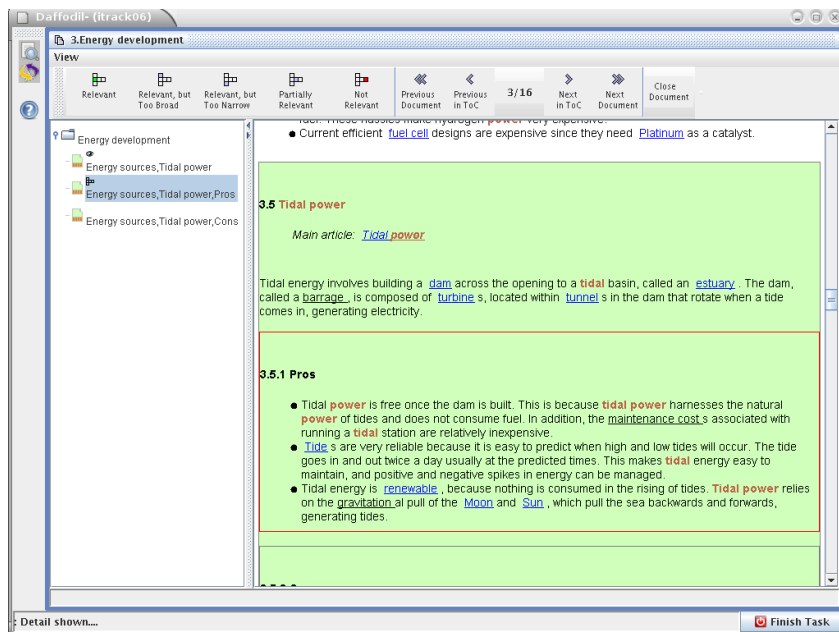 Daffodil- (itrack06)
3.Energy development
View
Relevant
Relevant, but
Too Broad
Relevant, but
Too Narrow
Partially
Relevant
Not
Relevant
Previous
Document
Previous
in ToC
3/16
Next
in ToC
Next
Document
Close
Document
Energy development
Energy sources,Tidal power
Energy sources,Tidal power,Pros
Energy sources,Tidal power,Cons
● Current efficient fuel cell designs are expensive since they need Platinum as a catalyst.
3.5 Tidal power
Main article: Tidal power
Tidal energy involves building a dam across the opening to a tidal basin, called an estuary . The dam,
called a barrage , is composed of turbine s, located within tunnel s in the dam that rotate when a tide
comes in, generating electricity.
3.5.1 Pros
● Tidal power is free once the dam is built. This is because tidal power harnesses the natural
power of tides and does not consume fuel. In addition, the maintenance cost s associated with
running a tidal station are relatively inexpensive.
● Tide s are very reliable because it is easy to predict when high and low tides will occur. The tide
goes in and out twice a day usually at the predicted times. This makes tidal energy easy to
maintain, and positive and negative spikes in energy can be managed.
● Tidal energy is renewable , because nothing is consumed in the rising of tides. Tidal power relies
on the gravitation al pull of the Moon and Sun , which pull the sea backwards and forwards,
generating tides.
: Detail shown....
Finish Task